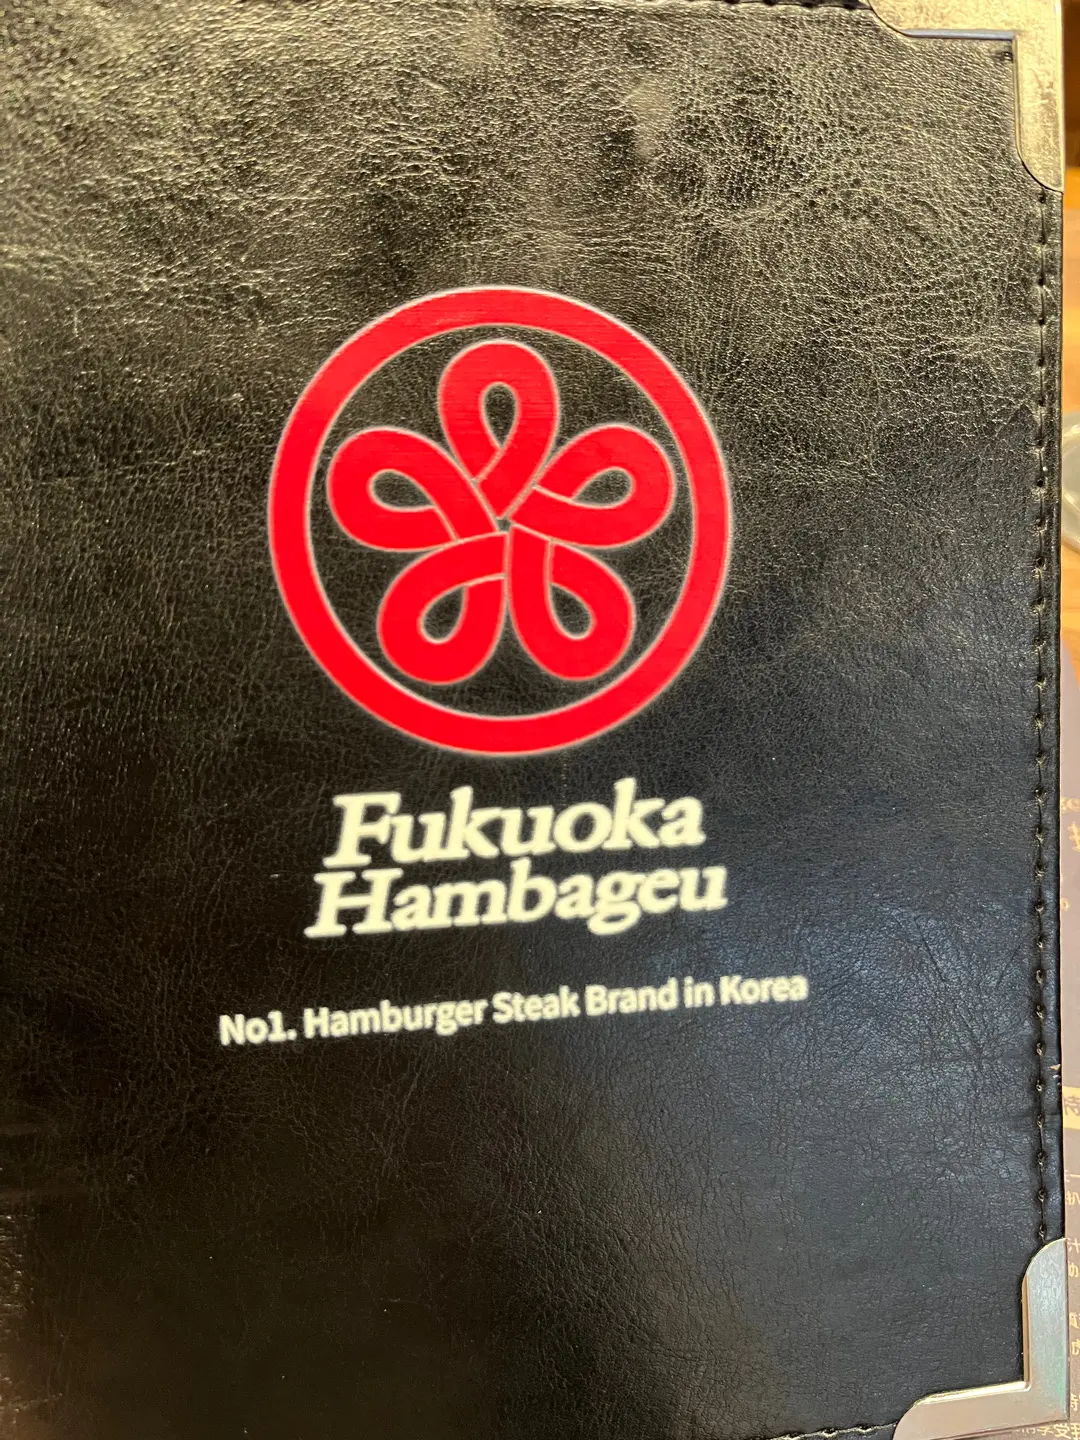 Fukuoka
Hambageu
No1. Hamburger Steak Brand in Korea